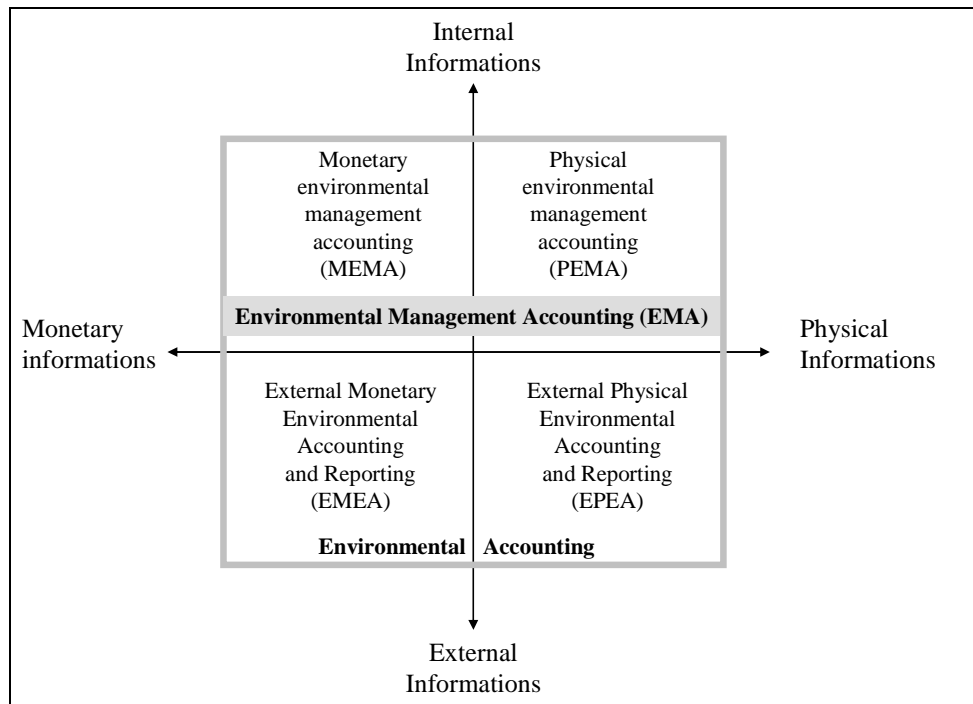 Internal
Informations
Monetary
environmental
management
accounting
(MEMA)
Physical
environmental
management
accounting
(PEMA)
Environmental Management Accounting (EMA)
Monetary
informations
Physical
Informations
External Monetary
Environmental
Accounting
and Reporting
(EMEA)
External Physical
Environmental
Accounting
and Reporting
(EPEA)
Environmental Accounting
External
Informations